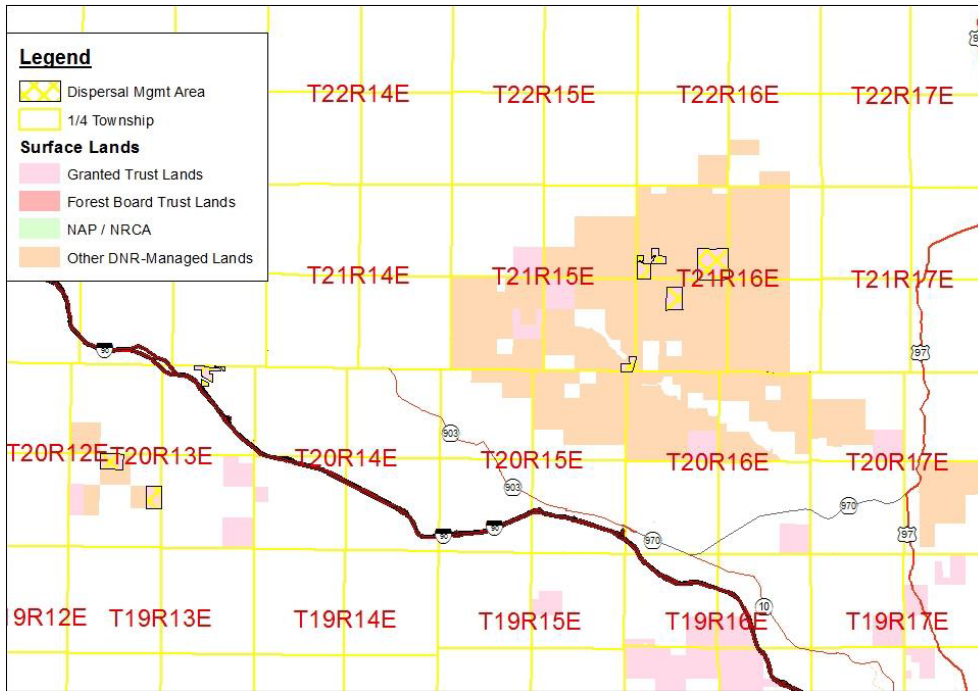 Legend
Dispersal Mgmt Area
1/4 Township
Surface Lands
Granted Trust Lands
Forest Board Trust Lands
NAP / NRCA
Other DNR-Managed Lands
T22R14E T22R15E T22R16E T22R17E
T21R14E T21R15E T21R16E T21R17E
90
97
903
T20R12E T20R13E T20R14E T20R15E T20R16E T20R17E
903
970
90 90
970
97
10
19R12E T19R13E T19R14E T19R15E T19R16E T19R17E